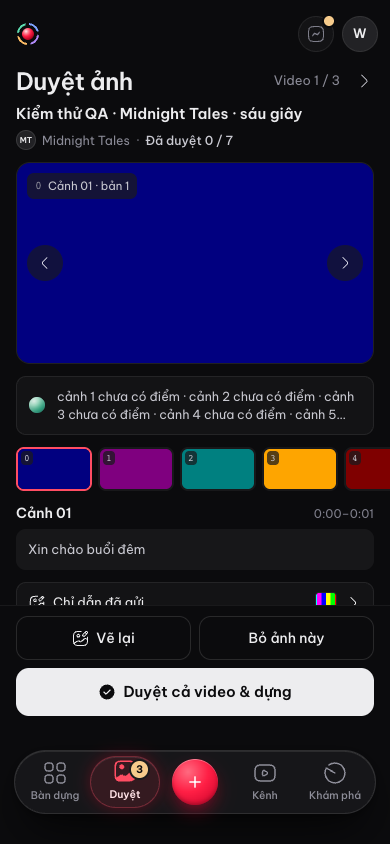 W
Duyệt ảnh
Video 1 / 3
Kiểm thử QA · Midnight Tales · sáu giây
MT Midnight Tales · Đã duyệt 0 / 7
0 Cảnh 01 · bản 1
cảnh 1 chưa có điểm · cảnh 2 chưa có điểm · cảnh
3 chưa có điểm · cảnh 4 chưa có điểm · cảnh 5...
0 1 2 3 4
Cảnh 01
0:00–0:01
Xin chào buổi đêm
Chỉ dẫn đã gửi
Vẽ lại
Bỏ ảnh này
Duyệt cả video & dựng
3
Bàn dựng
Duyệt
Kênh
Khám phá